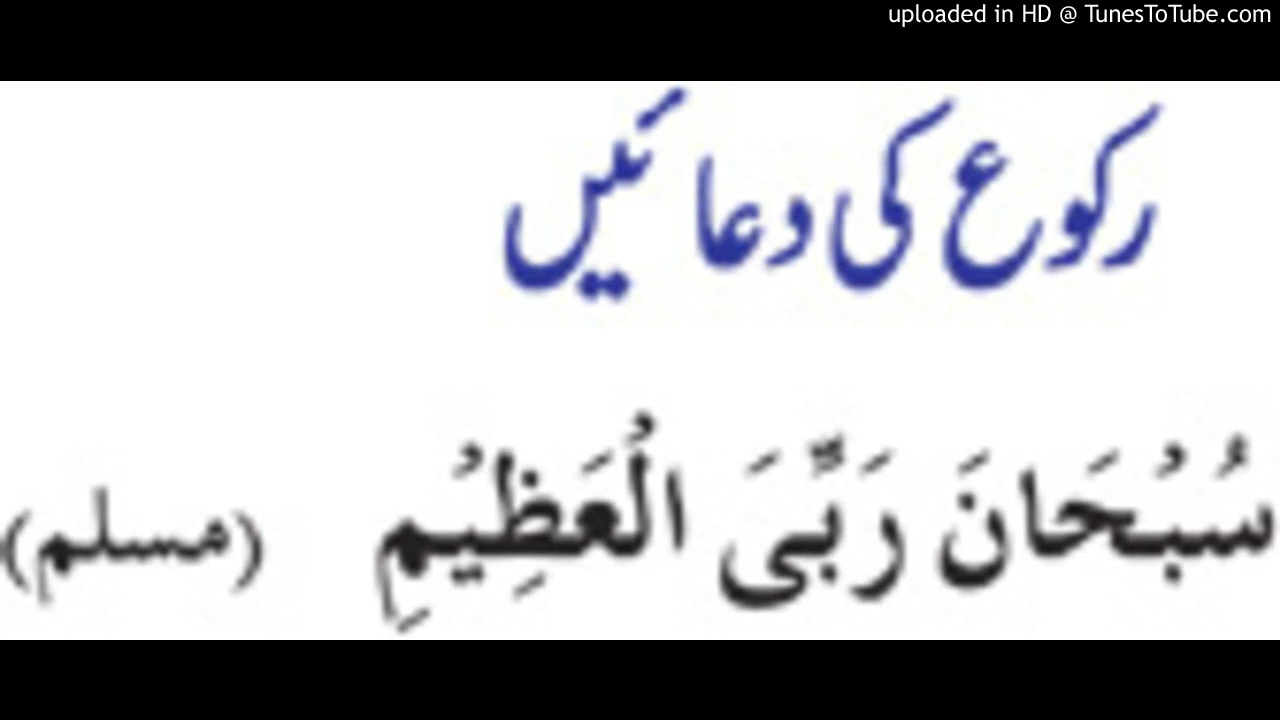 uploaded in HD @ TunesToTube.com
رکوع کی دعائیں
سُبْحَانَ رَبِّیَ الْعَظِیْمِ (مسلم)